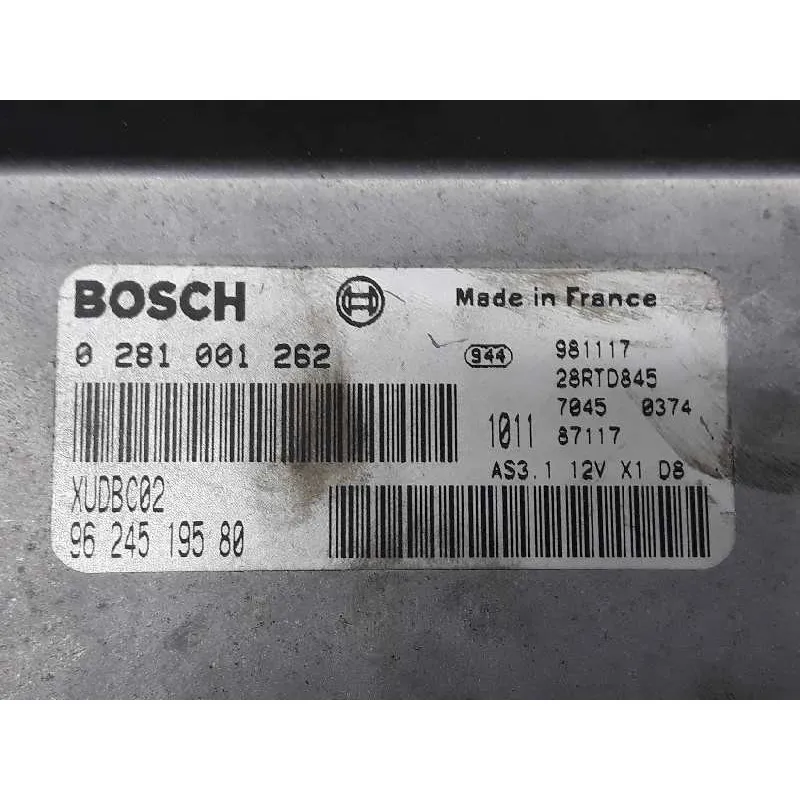 BOSCH
Made in France
0 281 001 262
944
981117
28RTD845
7045 0374
1011 87117
AS3.1 12V X1 D8
XUDBC02
96 245 195 80